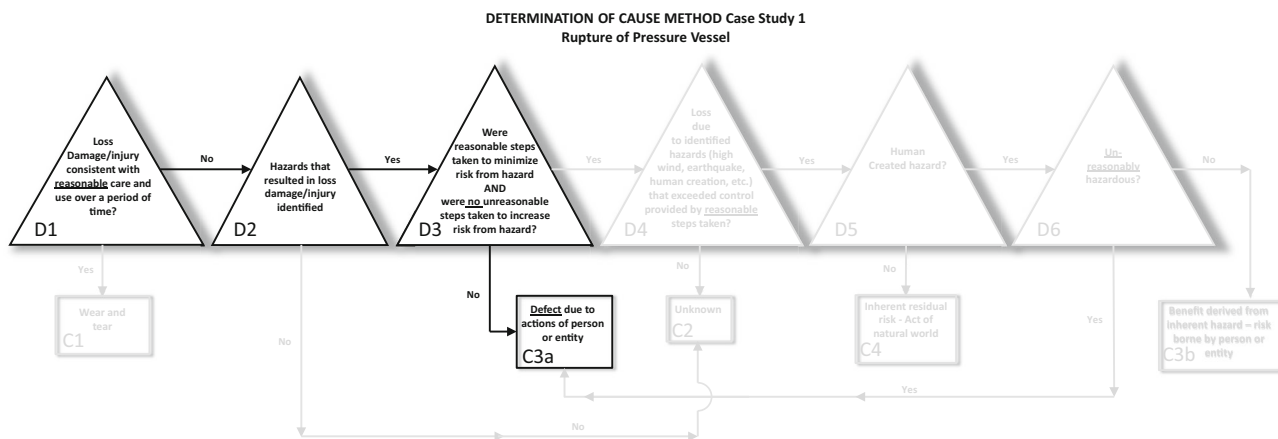 DETERMINATION OF CAUSE METHOD Case Study 1
Rupture of Pressure Vessel
Loss
Damage/injury
consistent with
reasonable care and
use over a period of
time?
D1
No
Hazards that
resulted in loss
damage/injury
identified
D2
Yes
Were
reasonable steps
taken to minimize
risk from hazard
AND
were no unreasonable
steps taken to increase
risk from hazard?
D3
Yes
Loss
due
to identified
hazards (high
wind, earthquake,
human creation, etc.)
that exceeded control
provided by reasonable
steps taken?
D4
Yes
Human
Created hazard?
D5
Yes
Un-
reasonably
hazardous?
D6
No
Yes
Wear and
tear
C1
No
No
Defect due to
actions of person
or entity
C3a
No
Unknown
C2
No
Inherent residual
risk - Act of
natural world
C4
Yes
Benefit derived from
Inherent hazard – risk
borne by person or
entity
C3b
Yes
No